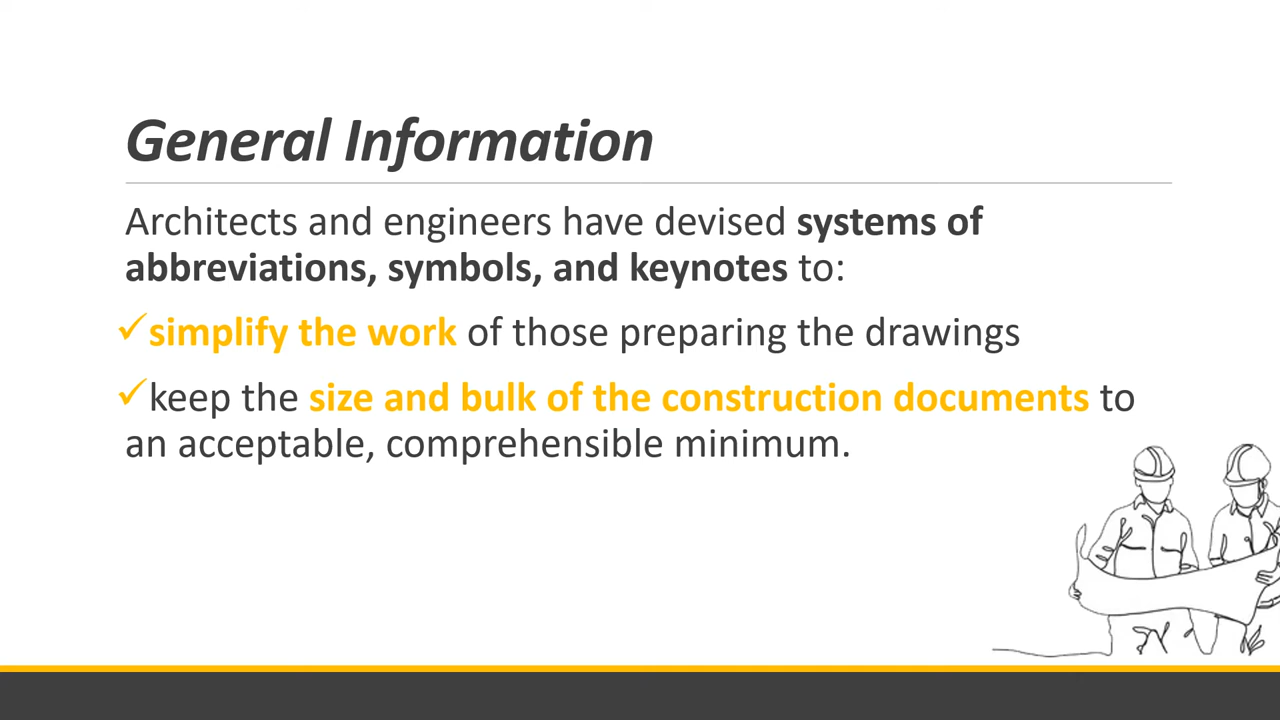 General Information
Architects and engineers have devised systems of
abbreviations, symbols, and keynotes to:
✓simplify the work of those preparing the drawings
✓keep the size and bulk of the construction documents to
an acceptable, comprehensible minimum.